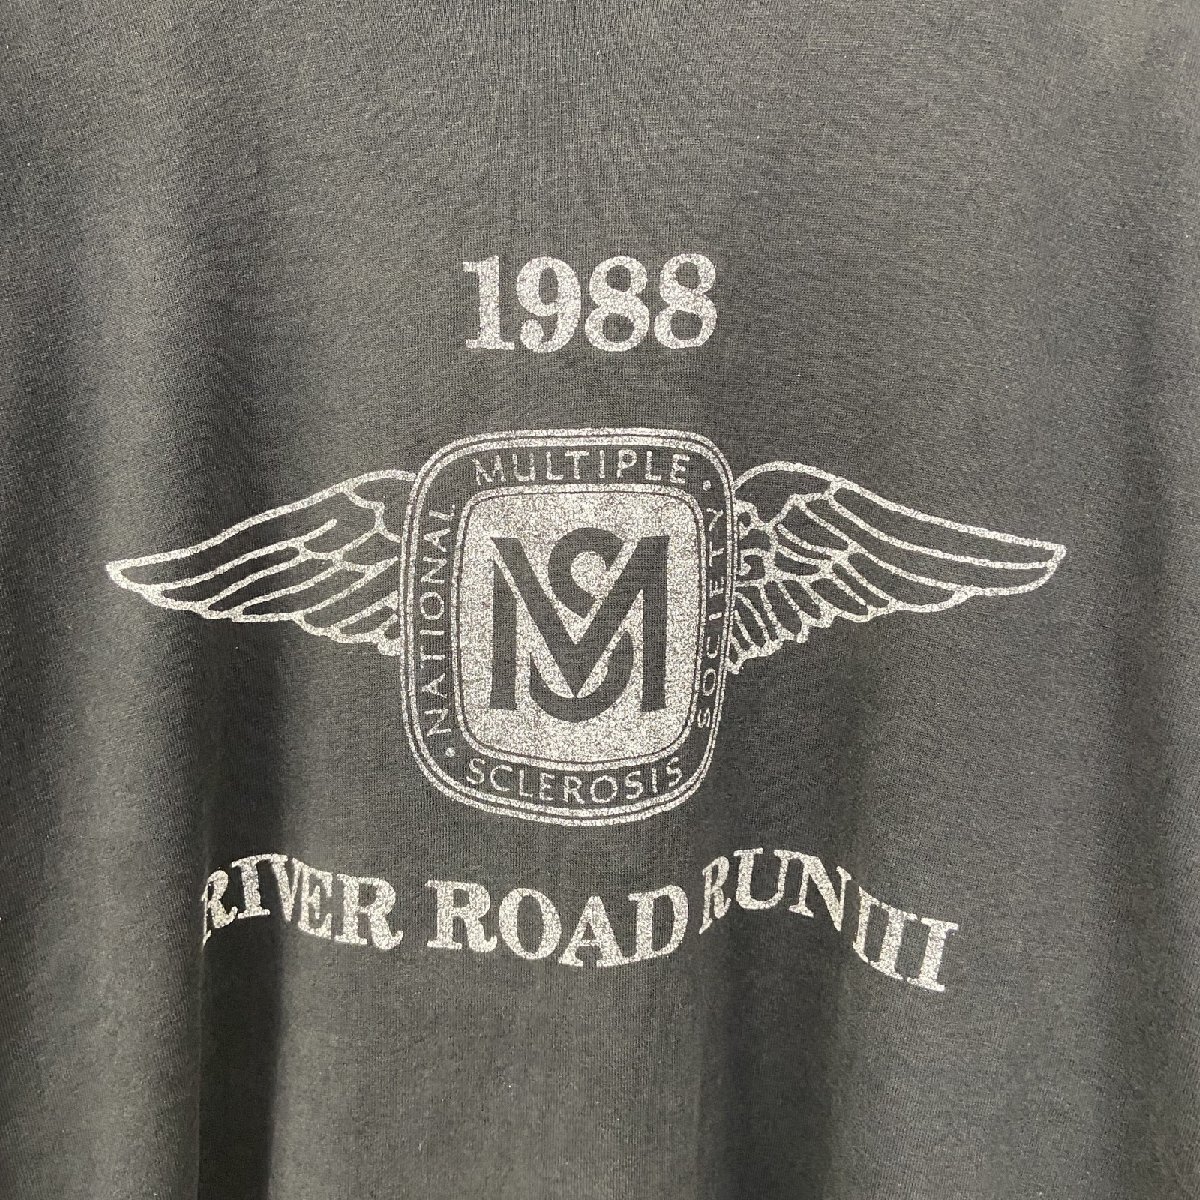 1988
NATIONAL MULTIPLE SCLEROSIS SOCIETY
MS
RIVER ROAD RUN III